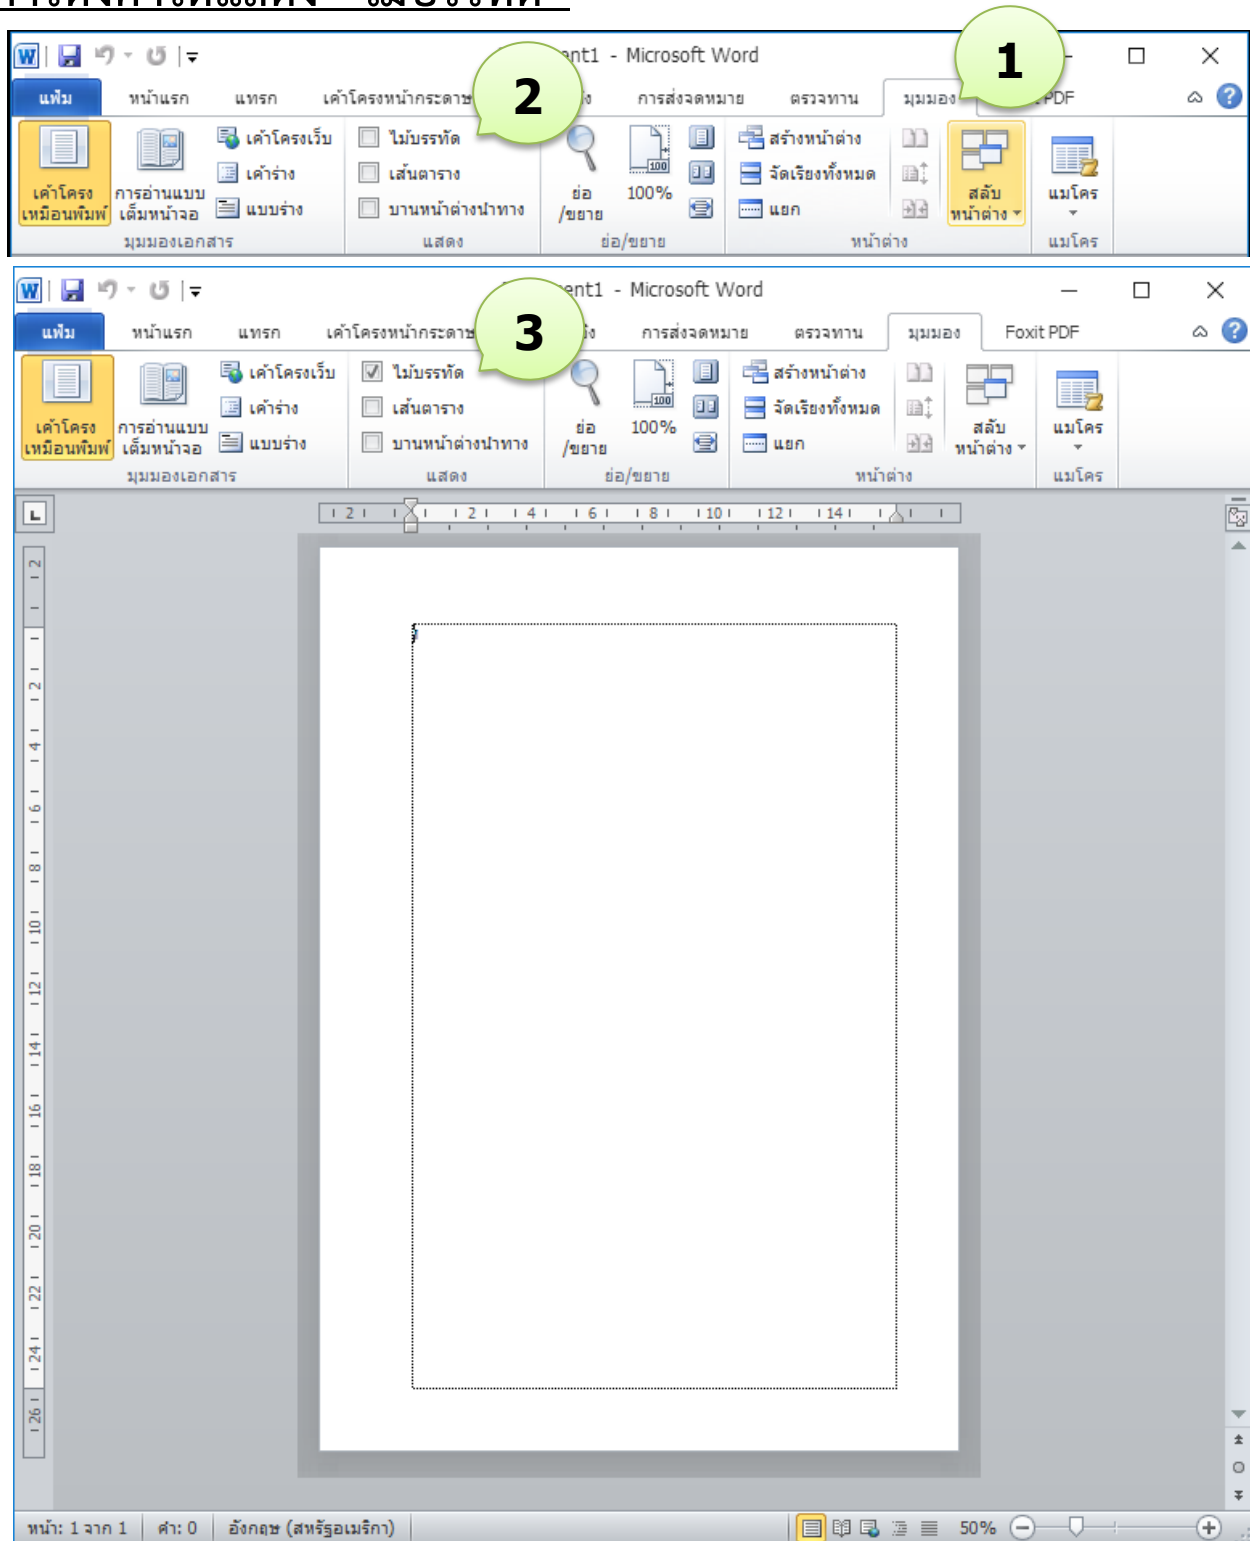 1
2
Microsoft Word
แฟ้ม หน้าแรก แทรก เค้าโครงหน้ากระดาษ การส่งจดหมาย ตรวจทาน มุมมอง PDF
เค้าโครงเหมือนพิมพ์ การอ่านแบบเต็มหน้าจอ เค้าโครงเว็บ เค้าร่าง แบบร่าง
ไม้บรรทัด เส้นตาราง บานหน้าต่างนำทาง
ย่อ/ขยาย 100%
สร้างหน้าต่าง จัดเรียงทั้งหมด แยก
สลับหน้าต่าง แมโคร
มุมมองเอกสาร แสดง ย่อ/ขยาย หน้าต่าง แมโคร
3
Microsoft Word
แฟ้ม หน้าแรก แทรก เค้าโครงหน้ากระดาษ การส่งจดหมาย ตรวจทาน มุมมอง Foxit PDF
เค้าโครงเหมือนพิมพ์ การอ่านแบบเต็มหน้าจอ เค้าโครงเว็บ เค้าร่าง แบบร่าง
ไม้บรรทัด เส้นตาราง บานหน้าต่างนำทาง
ย่อ/ขยาย 100%
สร้างหน้าต่าง จัดเรียงทั้งหมด แยก
สลับหน้าต่าง แมโคร
มุมมองเอกสาร แสดง ย่อ/ขยาย หน้าต่าง แมโคร
2 2 4 6 8 10 12 14
2 2 4 6 8 10 12 14 16 18 20 22 24 26
หน้า: 1 จาก 1 คำ: 0 อังกฤษ (สหรัฐอเมริกา) 50%